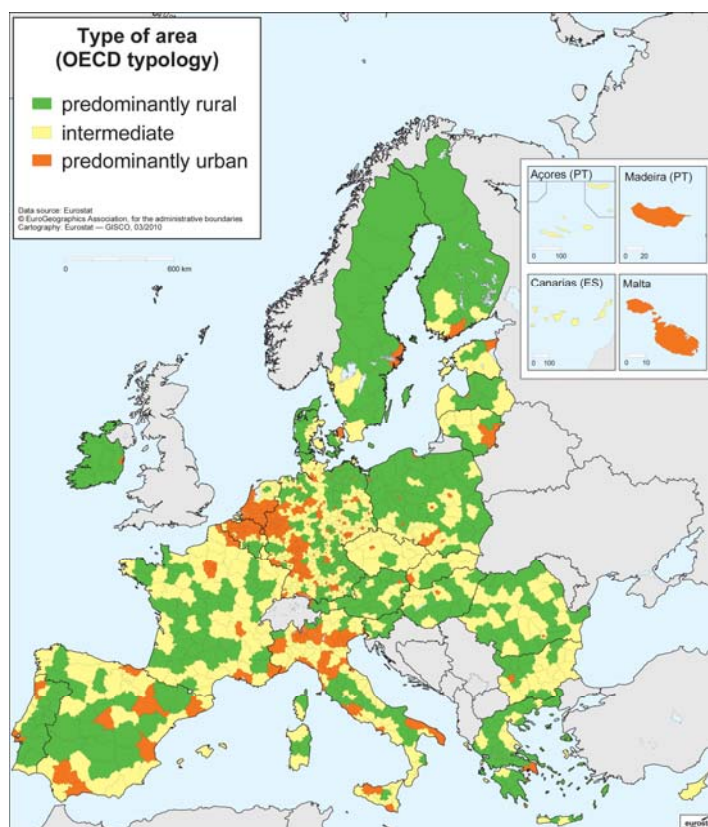 Type of area
(OECD typology)
predominantly rural
intermediate
predominantly urban
Data source: Eurostat
© EuroGeographics Association, for the administrative boundaries
Cartography: Eurostat — GISCO, 03/2010
0 600 km
Açores (PT)
0 100
Madeira (PT)
0 20
Canarias (ES)
0 100
Malta
0 10
eurostat